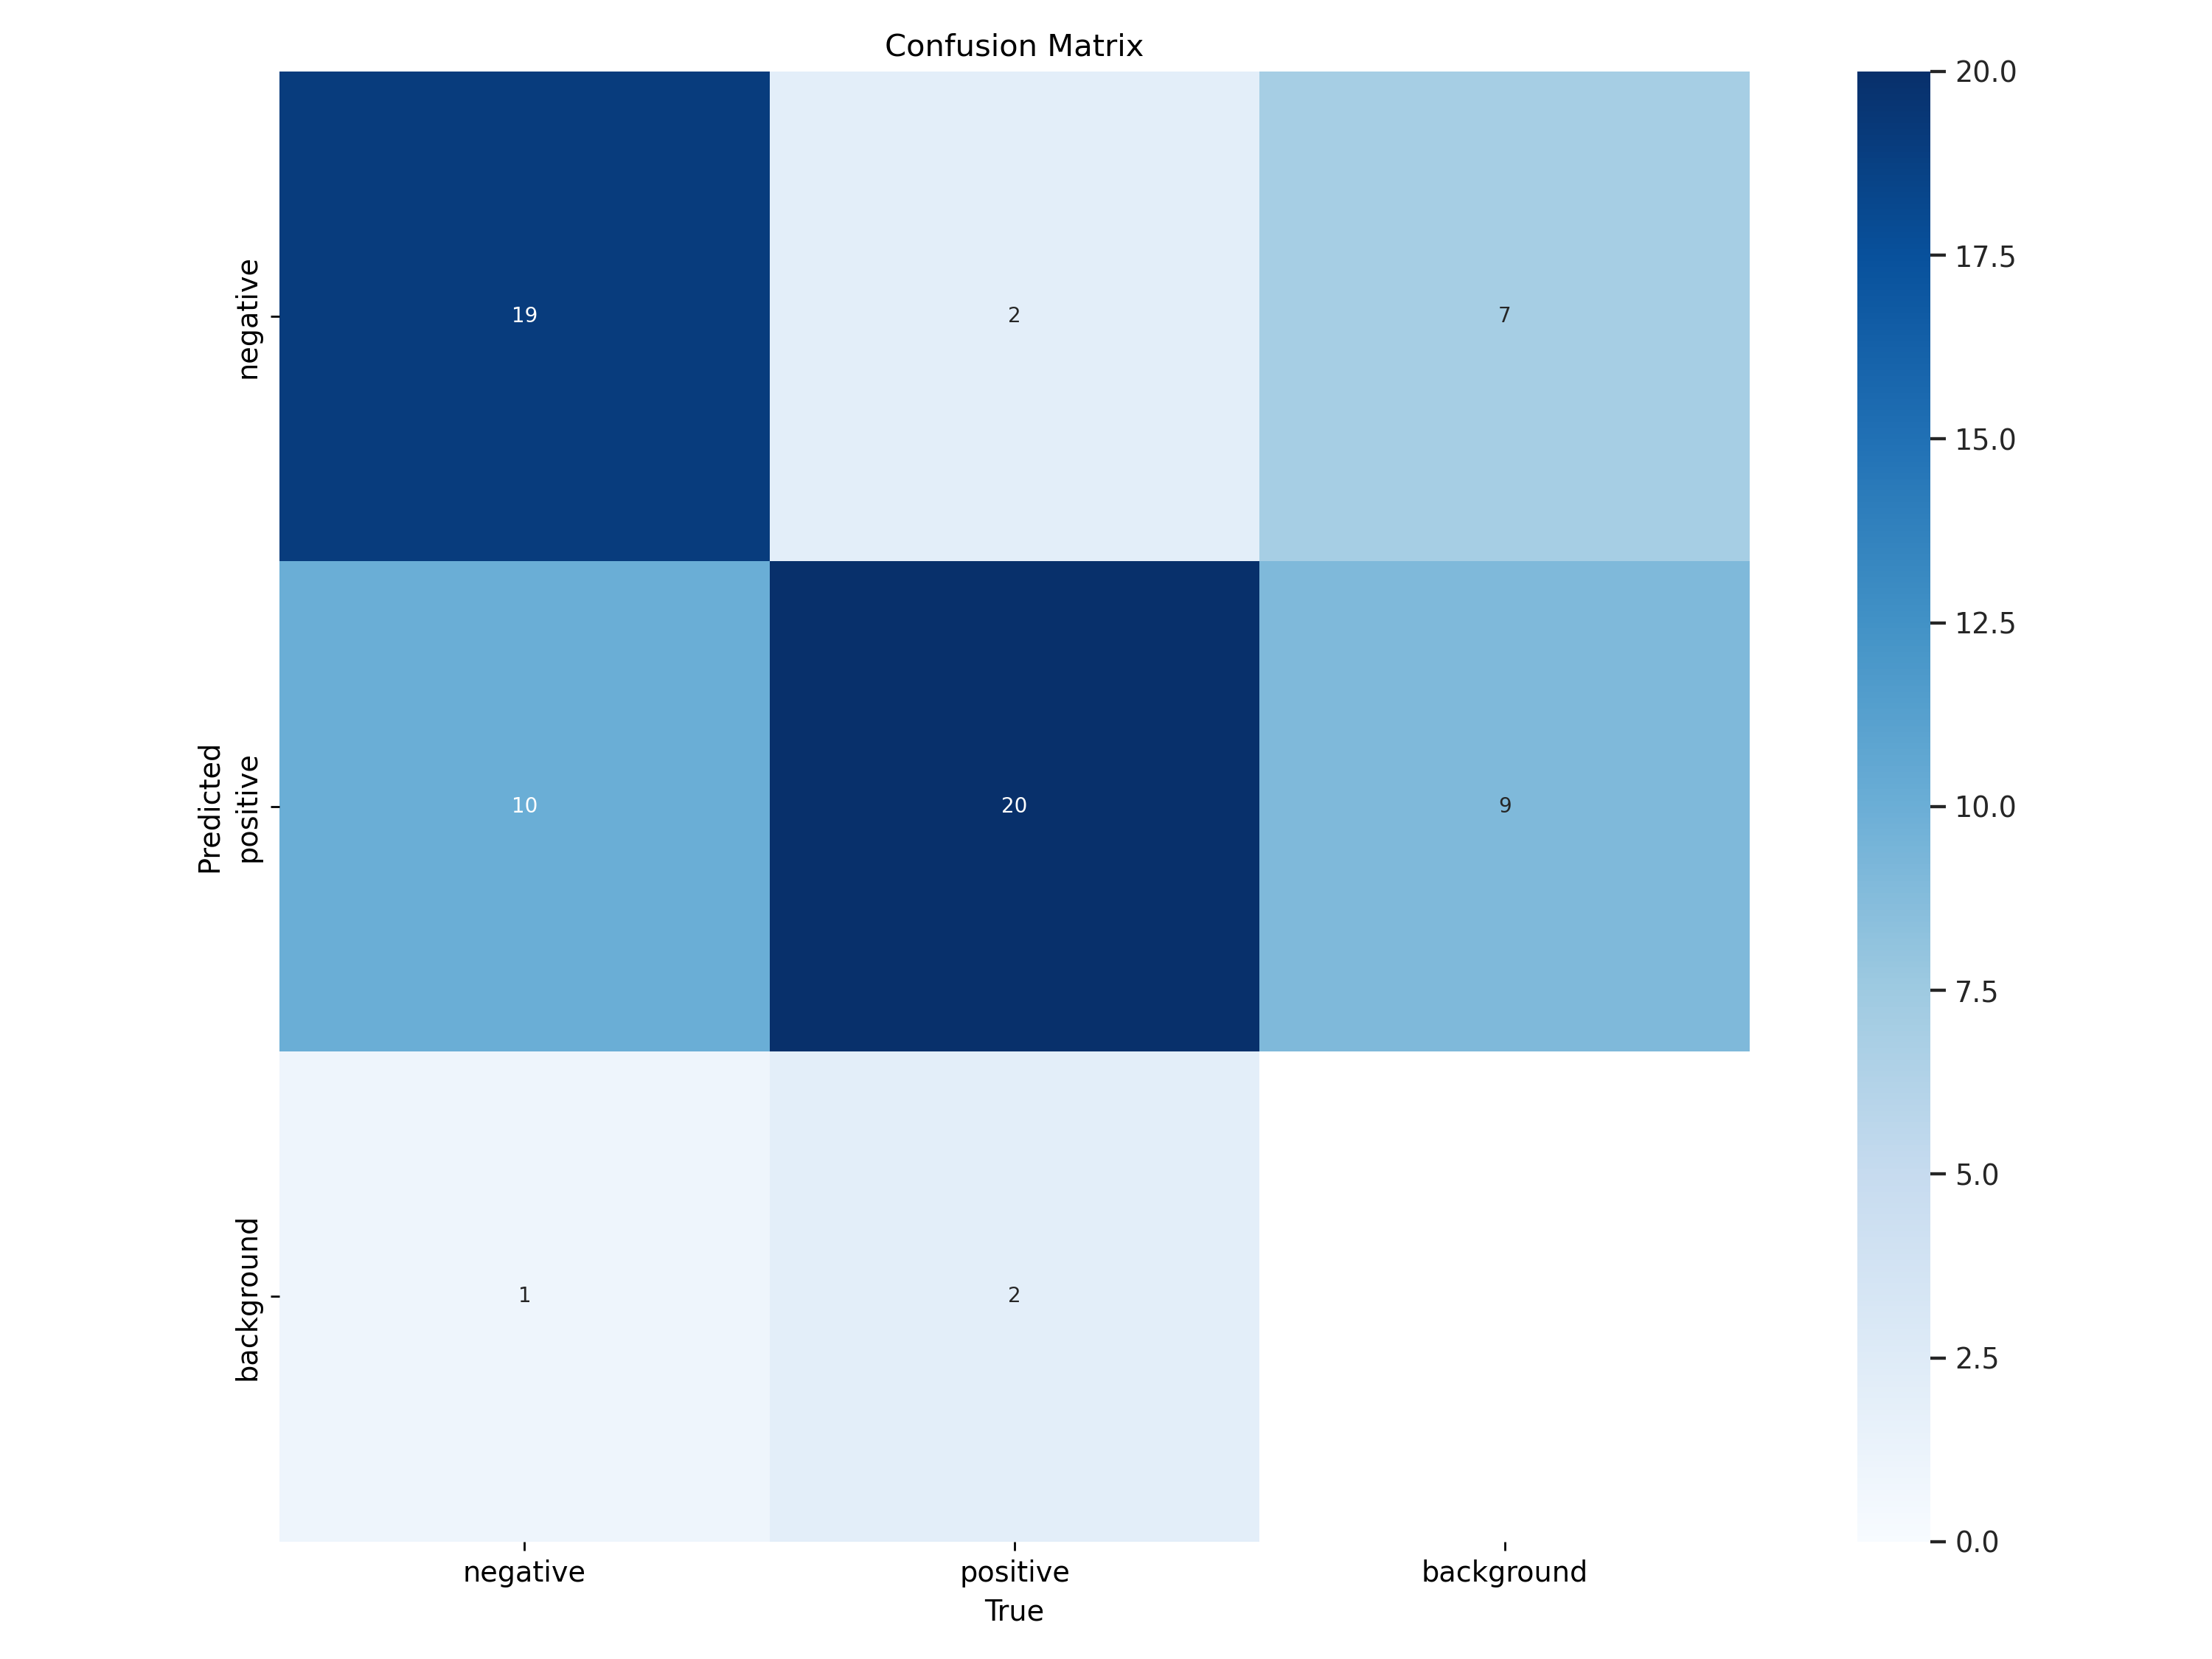 Confusion Matrix
negative
19
2
7
Predicted
positive
10
20
9
background
1
2
negative
positive
background
True
20.0
17.5
15.0
12.5
10.0
7.5
5.0
2.5
0.0